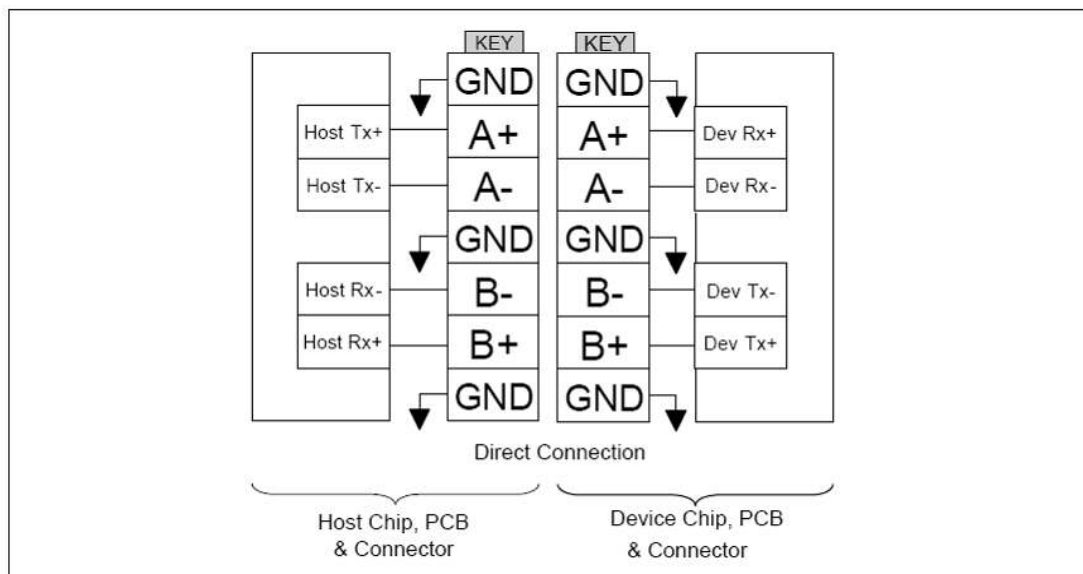 KEY KEY
GND GND
Host Tx+ A+ A+ Dev Rx+
Host Tx- A- A- Dev Rx-
GND GND
Host Rx- B- B- Dev Tx-
Host Rx+ B+ B+ Dev Tx+
GND GND
Direct Connection
Host Chip, PCB
& Connector
Device Chip, PCB
& Connector